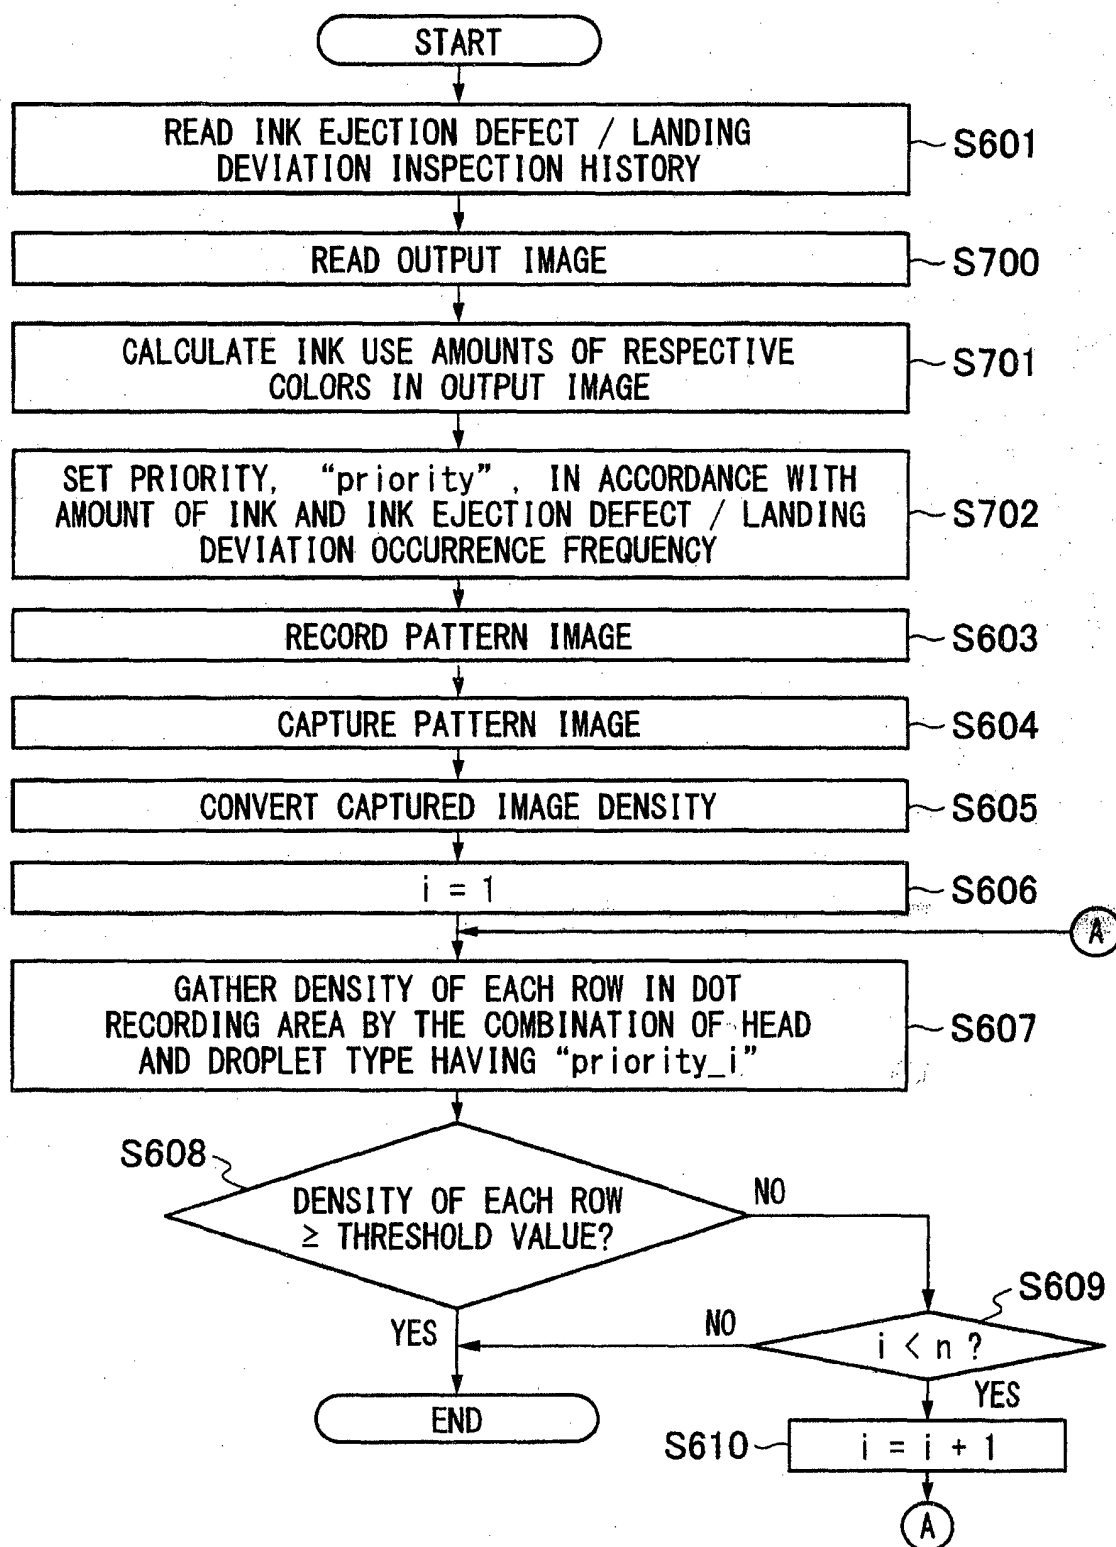 START
READ INK EJECTION DEFECT / LANDING
DEVIATION INSPECTION HISTORY
S601
READ OUTPUT IMAGE
S700
CALCULATE INK USE AMOUNTS OF RESPECTIVE
COLORS IN OUTPUT IMAGE
S701
SET PRIORITY, “priority”, IN ACCORDANCE WITH
AMOUNT OF INK AND INK EJECTION DEFECT / LANDING
DEVIATION OCCURRENCE FREQUENCY
S702
RECORD PATTERN IMAGE
S603
CAPTURE PATTERN IMAGE
S604
CONVERT CAPTURED IMAGE DENSITY
S605
i = 1
S606
A
GATHER DENSITY OF EACH ROW IN DOT
RECORDING AREA BY THE COMBINATION OF HEAD
AND DROPLET TYPE HAVING “priority_i”
S607
S608
DENSITY OF EACH ROW
≥ THRESHOLD VALUE?
NO
YES
S609
i < n ?
NO
YES
END
S610
i = i + 1
A